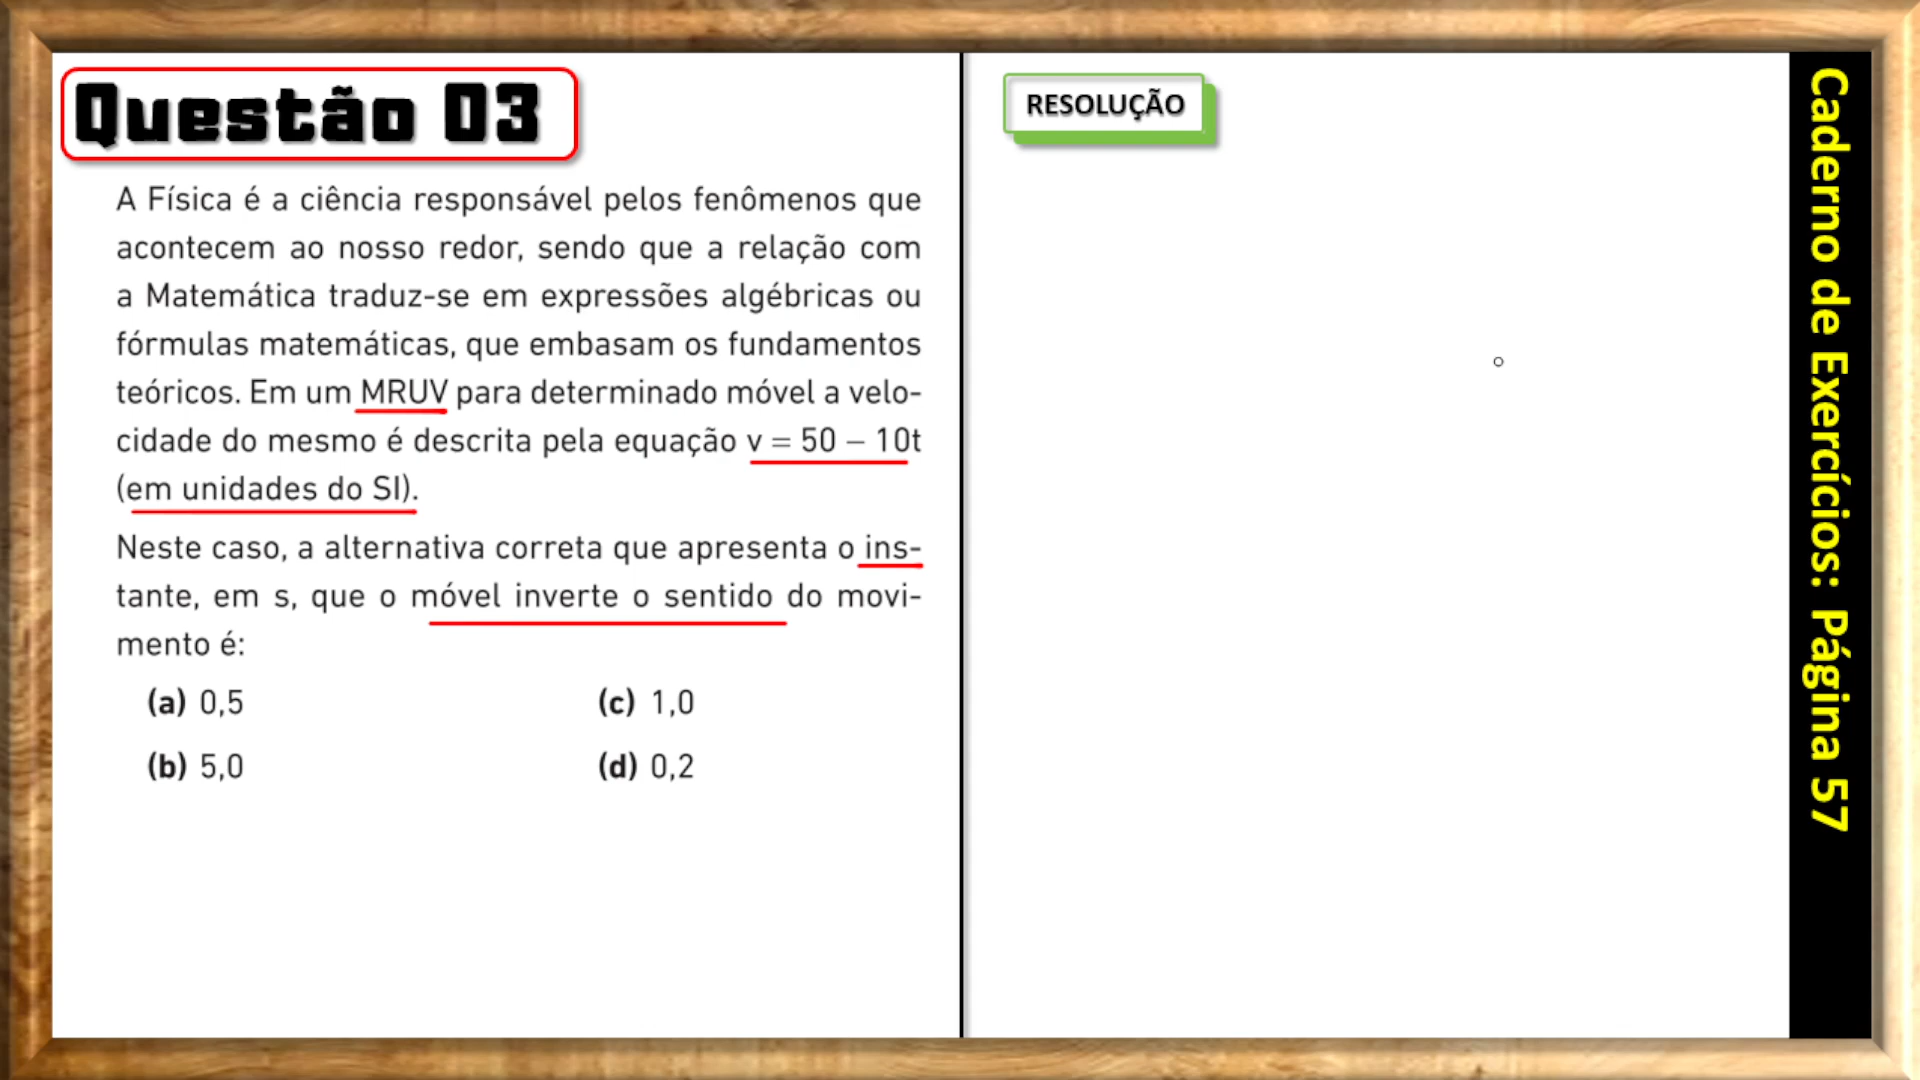 Questão 03
A Física é a ciência responsável pelos fenômenos que
acontecem ao nosso redor, sendo que a relação com
a Matemática traduz-se em expressões algébricas ou
fórmulas matemáticas, que embasam os fundamentos
teóricos. Em um MRUV para determinado móvel a velo-
cidade do mesmo é descrita pela equação v = 50 – 10t
(em unidades do SI).
Neste caso, a alternativa correta que apresenta o ins-
tante, em s, que o móvel inverte o sentido do movi-
mento é:
(a) 0,5
(b) 5,0
(c) 1,0
(d) 0,2
RESOLUÇÃO
Caderno de Exercícios: Página 57